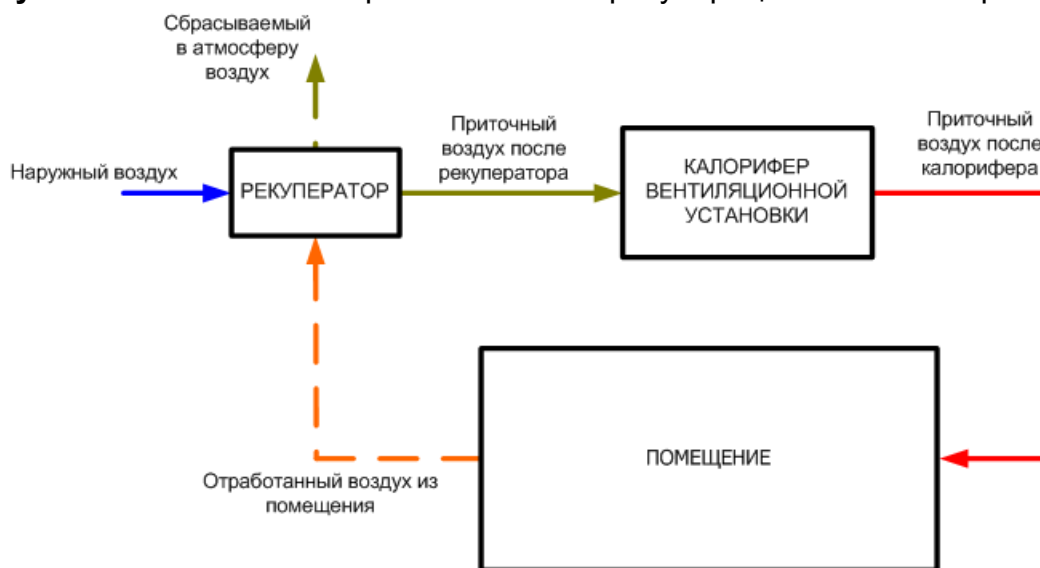 Сбрасываемый
в атмосферу
воздух
Наружный воздух
РЕКУПЕРАТОР
Приточный
воздух после
рекуператора
КАЛОРИФЕР
ВЕНТИЛЯЦИОННОЙ
УСТАНОВКИ
Приточный
воздух после
калорифера
ПОМЕЩЕНИЕ
Отработанный воздух из
помещения